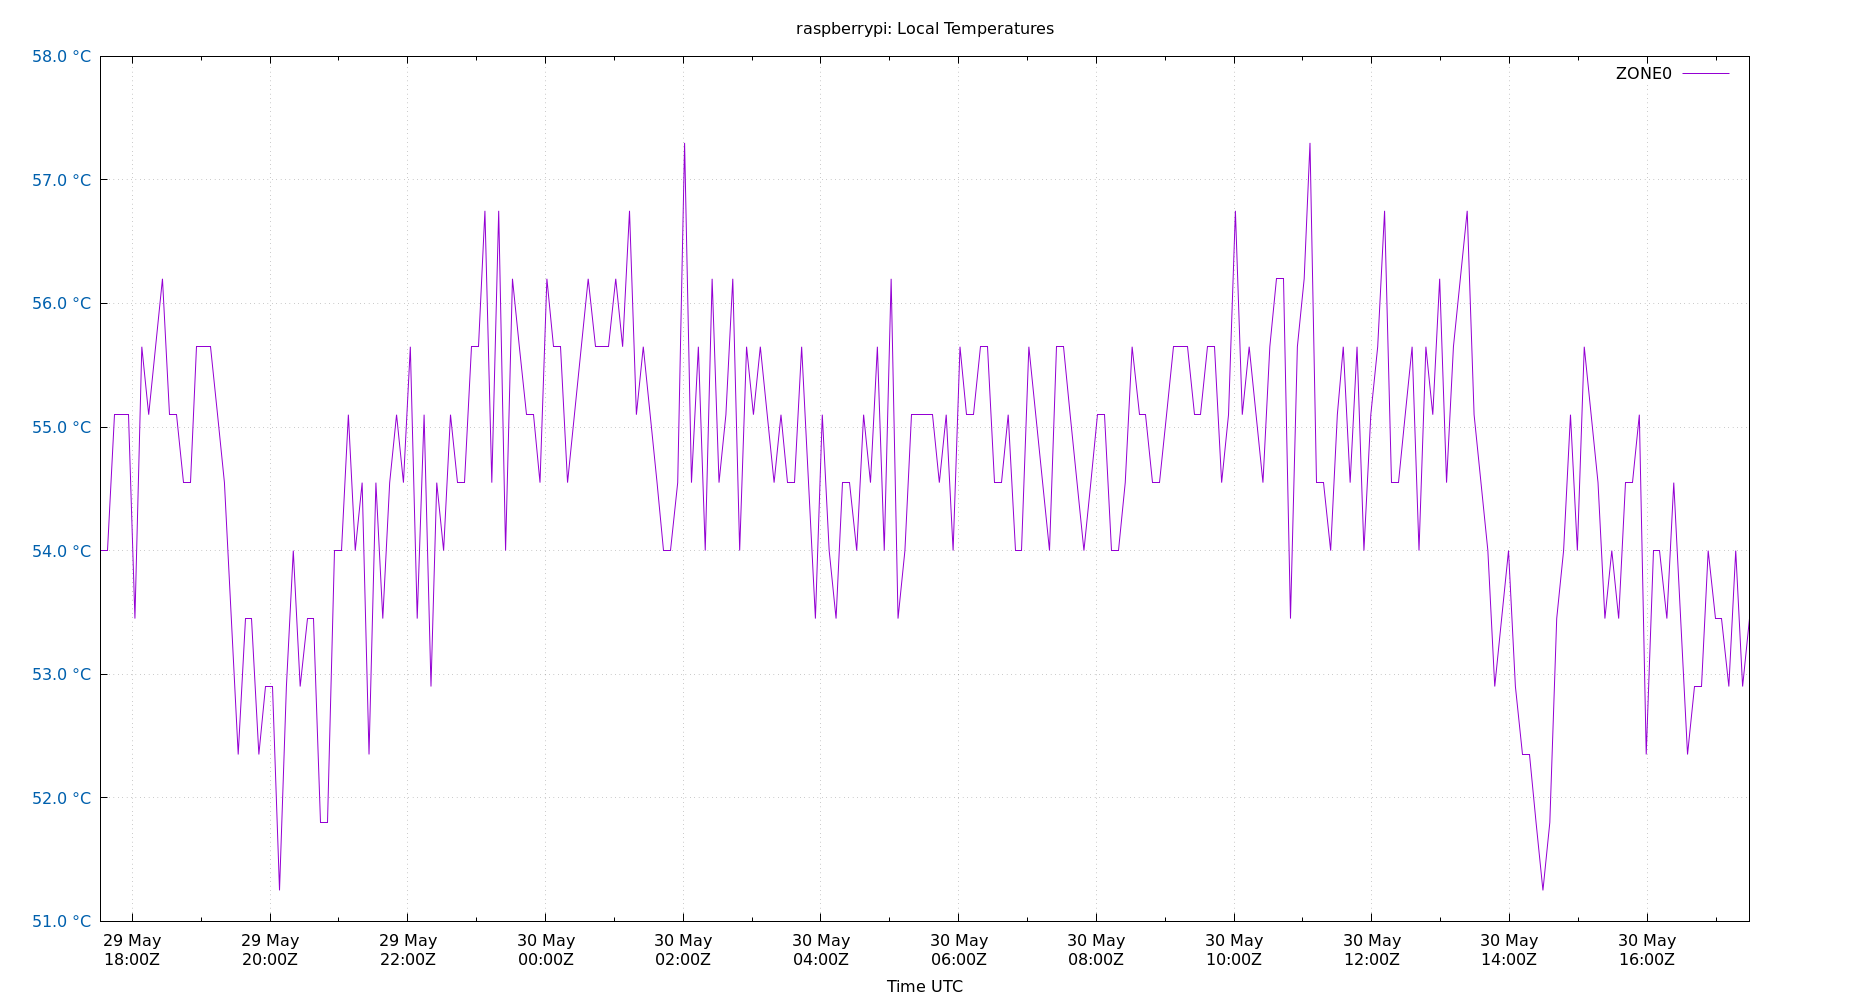 raspberrypi: Local Temperatures
58.0 °C
ZONE0
57.0 °C
56.0 °C
55.0 °C
54.0 °C
53.0 °C
52.0 °C
51.0 °C
29 May 29 May 29 May 30 May 30 May 30 May 30 May 30 May 30 May 30 May 30 May 30 May
18:00Z 20:00Z 22:00Z 00:00Z 02:00Z 04:00Z 06:00Z 08:00Z 10:00Z 12:00Z 14:00Z 16:00Z
Time UTC